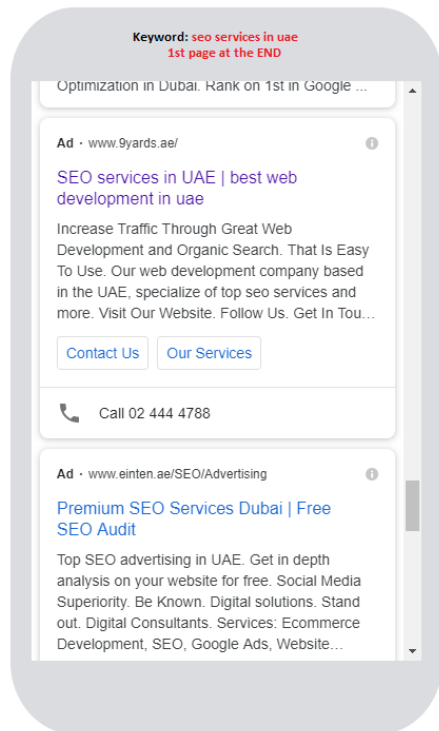 Keyword: seo services in uae
1st page at the END
Optimization in Dubai. Rank on 1st in Google ...
Ad · www.9yards.ae/
SEO services in UAE | best web
development in uae
Increase Traffic Through Great Web
Development and Organic Search. That Is Easy
To Use. Our web development company based
in the UAE, specialize of top seo services and
more. Visit Our Website. Follow Us. Get In Tou...
Contact Us Our Services
Call 02 444 4788
Ad · www.einten.ae/SEO/Advertising
Premium SEO Services Dubai | Free
SEO Audit
Top SEO advertising in UAE. Get in depth
analysis on your website for free. Social Media
Superiority. Be Known. Digital solutions. Stand
out. Digital Consultants. Services: Ecommerce
Development, SEO, Google Ads, Website...